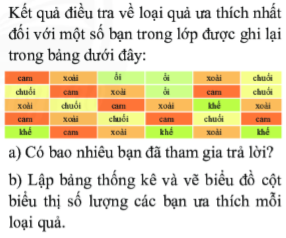 Kết quả điều tra về loại quả ưa thích nhất
đối với một số bạn trong lớp được ghi lại
trong bảng dưới đây:
cam xoài ổi ổi xoài chuối
chuối cam xoài ổi cam chuối
xoài chuối cam xoài khế xoài
cam xoài chuối cam chuối cam
khế cam xoài khế xoài khế
a) Có bao nhiêu bạn đã tham gia trả lời?
b) Lập bảng thống kê và vẽ biểu đồ cột
biểu thị số lượng các bạn ưa thích mỗi
loại quả.